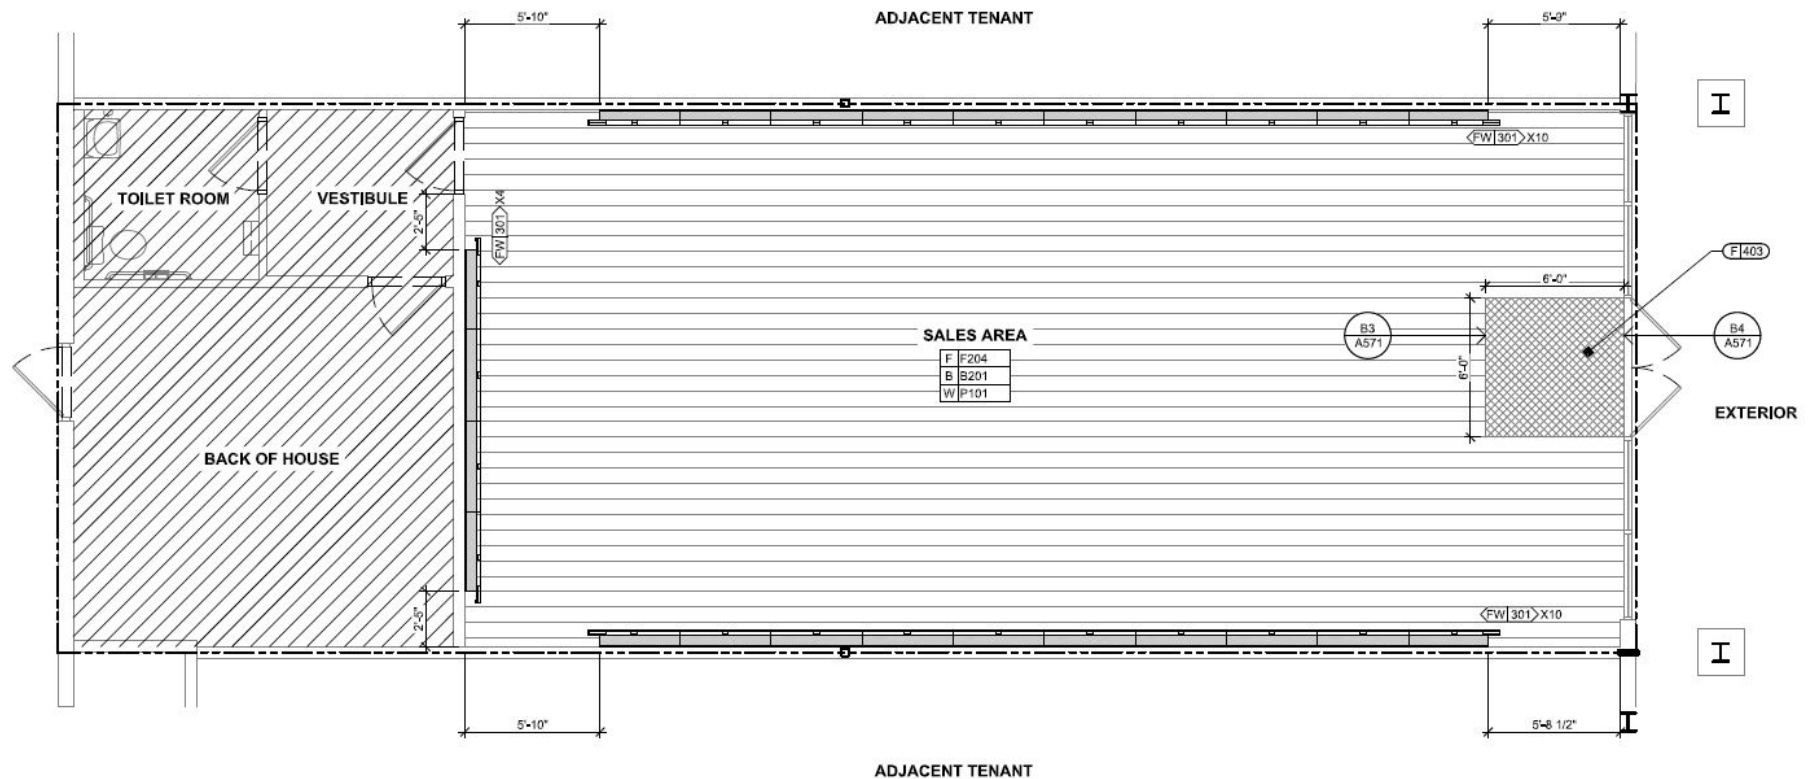 5'-10"
ADJACENT TENANT
5'-9"
FW 301 X10
TOILET ROOM
VESTIBULE
2'-5"
FW 301 X4
F 403
6'-0"
SALES AREA
F F204
B B201
W P101
B3
A571
6'-0"
B4
A571
EXTERIOR
BACK OF HOUSE
2'-5"
FW 301 X10
5'-10"
5'-8 1/2"
ADJACENT TENANT